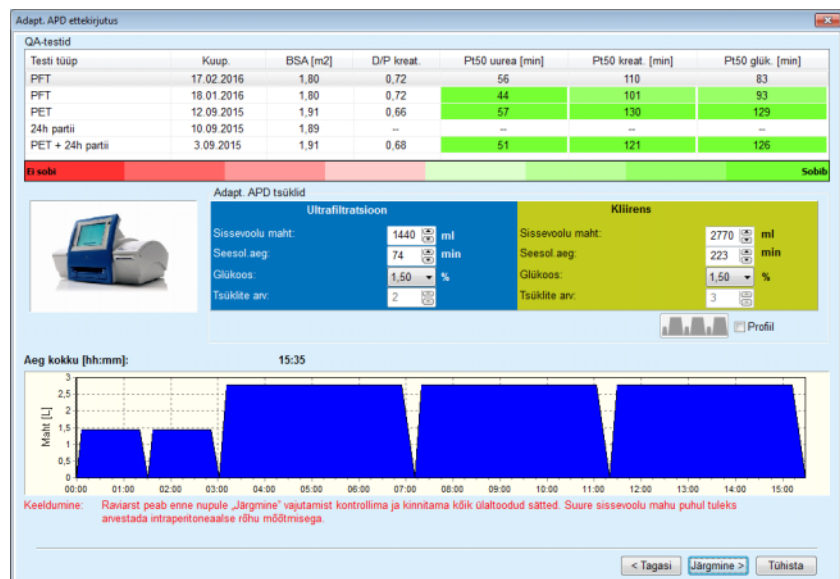 Adapt. APD ettekirjutus
QA-testid
Testi tüüp Kuup. BSA [m2] D/P kreat. Pt50 uurea [min] Pt50 kreat. [min] Pt50 glük. [min]
PFT 17.02.2016 1,80 0,72 56 110 83
PFT 18.01.2016 1,80 0,72 44 101 93
PET 12.09.2015 1,91 0,66 57 130 129
24h partii 10.09.2015 1,89 -- -- -- --
PET + 24h partii 3.09.2015 1,91 0,68 51 121 126
Ei sobi Sobib
Adapt. APD tsüklid
Ultrafiltratsioon Kliirens
Sissevoolu maht: 1440 ml Sissevoolu maht: 2770 ml
Seesol.aeg: 74 min Seesol.aeg: 223 min
Glükoos: 1,50 % Glükoos: 1,50 %
Tsüklite arv: 2 Tsüklite arv: 3
Profiil
Aeg kokku [hh:mm]: 15:35
Maht [L]
3
2,5
2
1,5
1
0,5
0
00:00 01:00 02:00 03:00 04:00 05:00 06:00 07:00 08:00 09:00 10:00 11:00 12:00 13:00 14:00 15:00
Keeldumine: Raviarst peab enne nupule „Järgmine" vajutamist kontrollima ja kinnitama kõik ülaltoodud sätted. Suure sissevoolu mahu puhul tuleks
arvestada intraperitoneaalse rõhu mõõtmisega.
< Tagasi Järgmine > Tühista